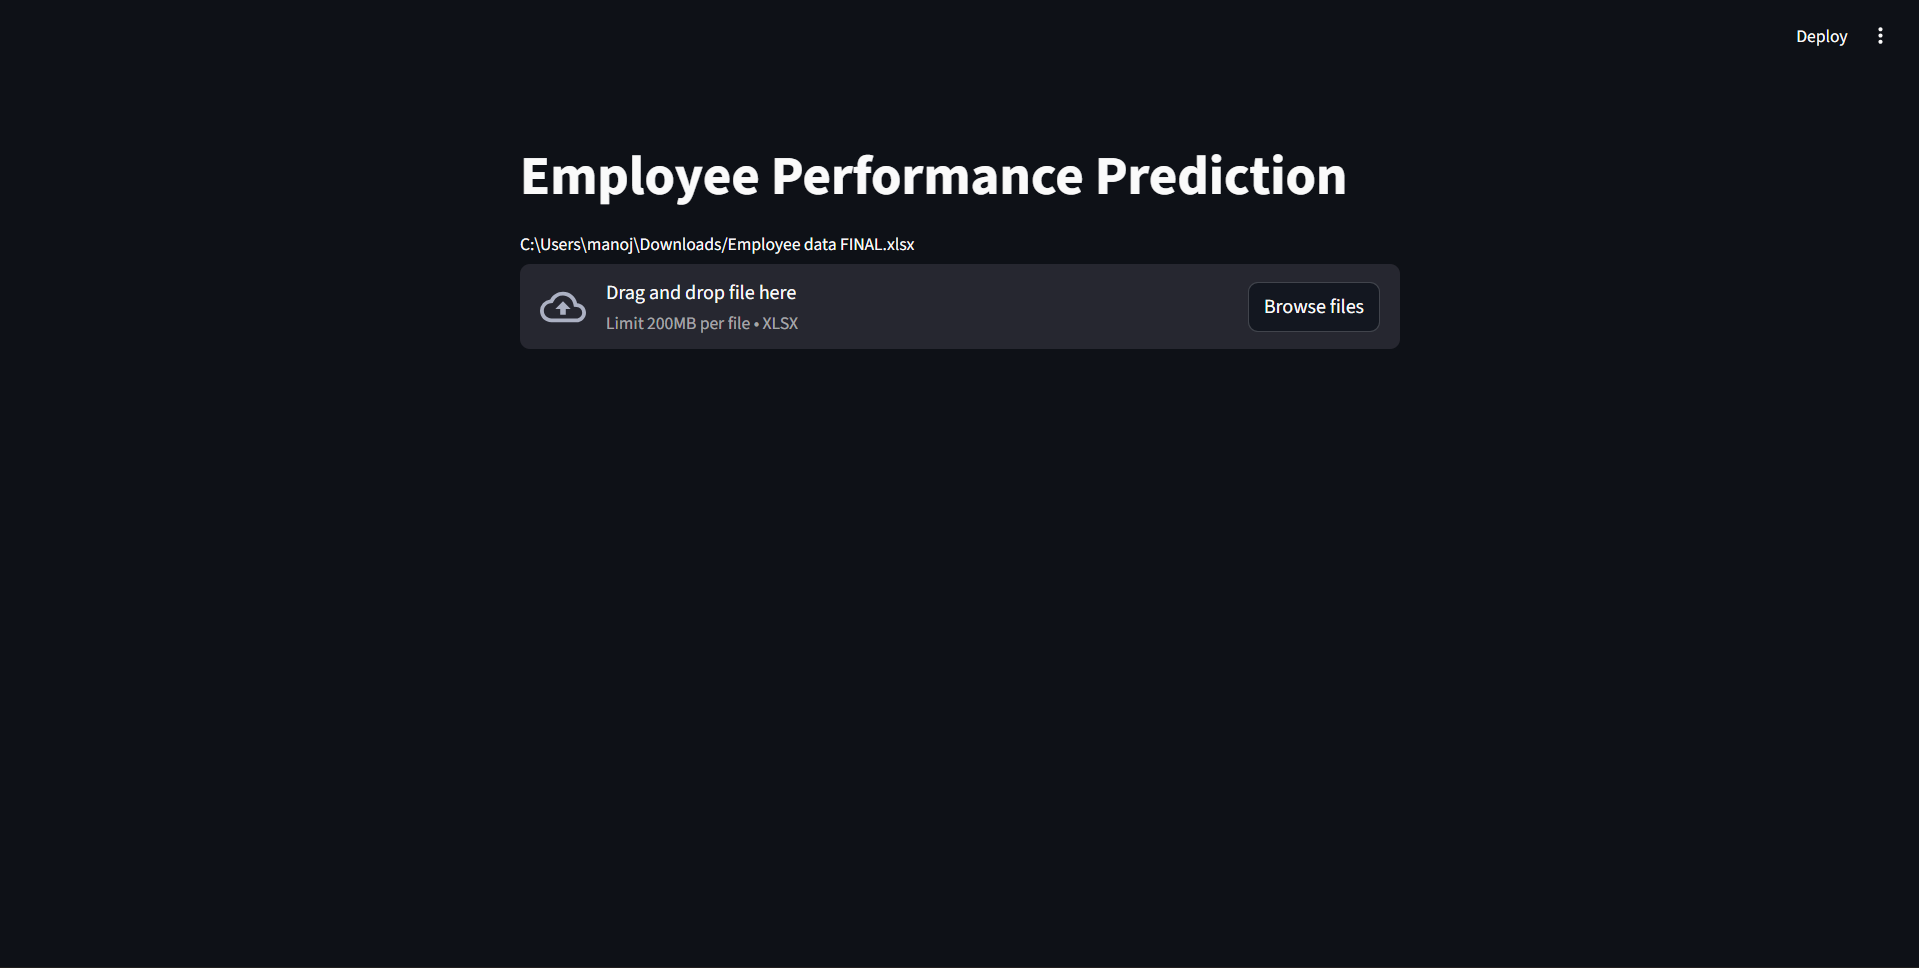 Deploy
Employee Performance Prediction
C:\Users\manoj\Downloads/Employee data FINAL.xlsx
Drag and drop file here
Limit 200MB per file • XLSX
Browse files